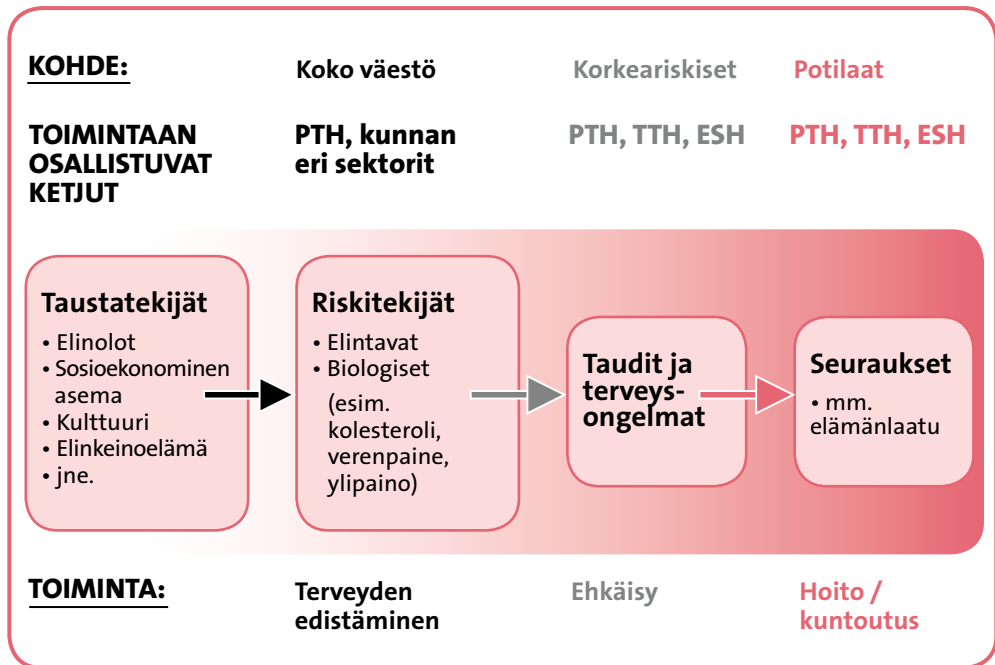 KOHDE:
Koko väestö
Korkeariskiset
Potilaat
TOIMINTAAN
OSALLISTUVAT
KETJUT
PTH, kunnan
eri sektorit
PTH, TTH, ESH
PTH, TTH, ESH
Taustatekijät
• Elinolot
• Sosioekonominen
asema
• Kulttuuri
• Elinkeinoelämä
• jne.
Riskitekijät
• Elintavat
• Biologiset
(esim.
kolesteroli,
verenpaine,
ylipaino)
Taudit ja
terveys-
ongelmat
Seuraukset
• mm.
elämänlaatu
TOIMINTA:
Terveyden
edistäminen
Ehkäisy
Hoito /
kuntoutus